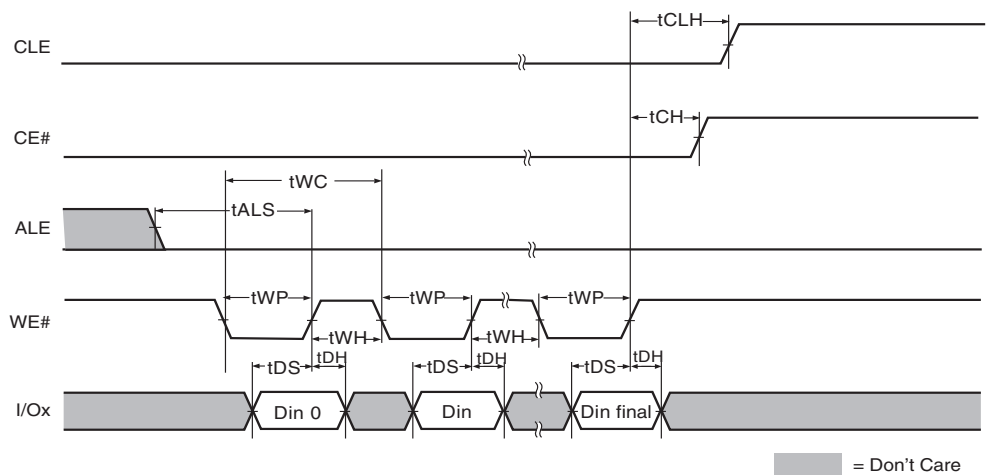 tCLH
CLE
tCH
CE#
tWC
tALS
ALE
tWP tWP tWP
WE#
tWH tWH
tDS tDH tDS tDH tDS tDH
I/Ox Din 0 Din Din final
= Don't Care